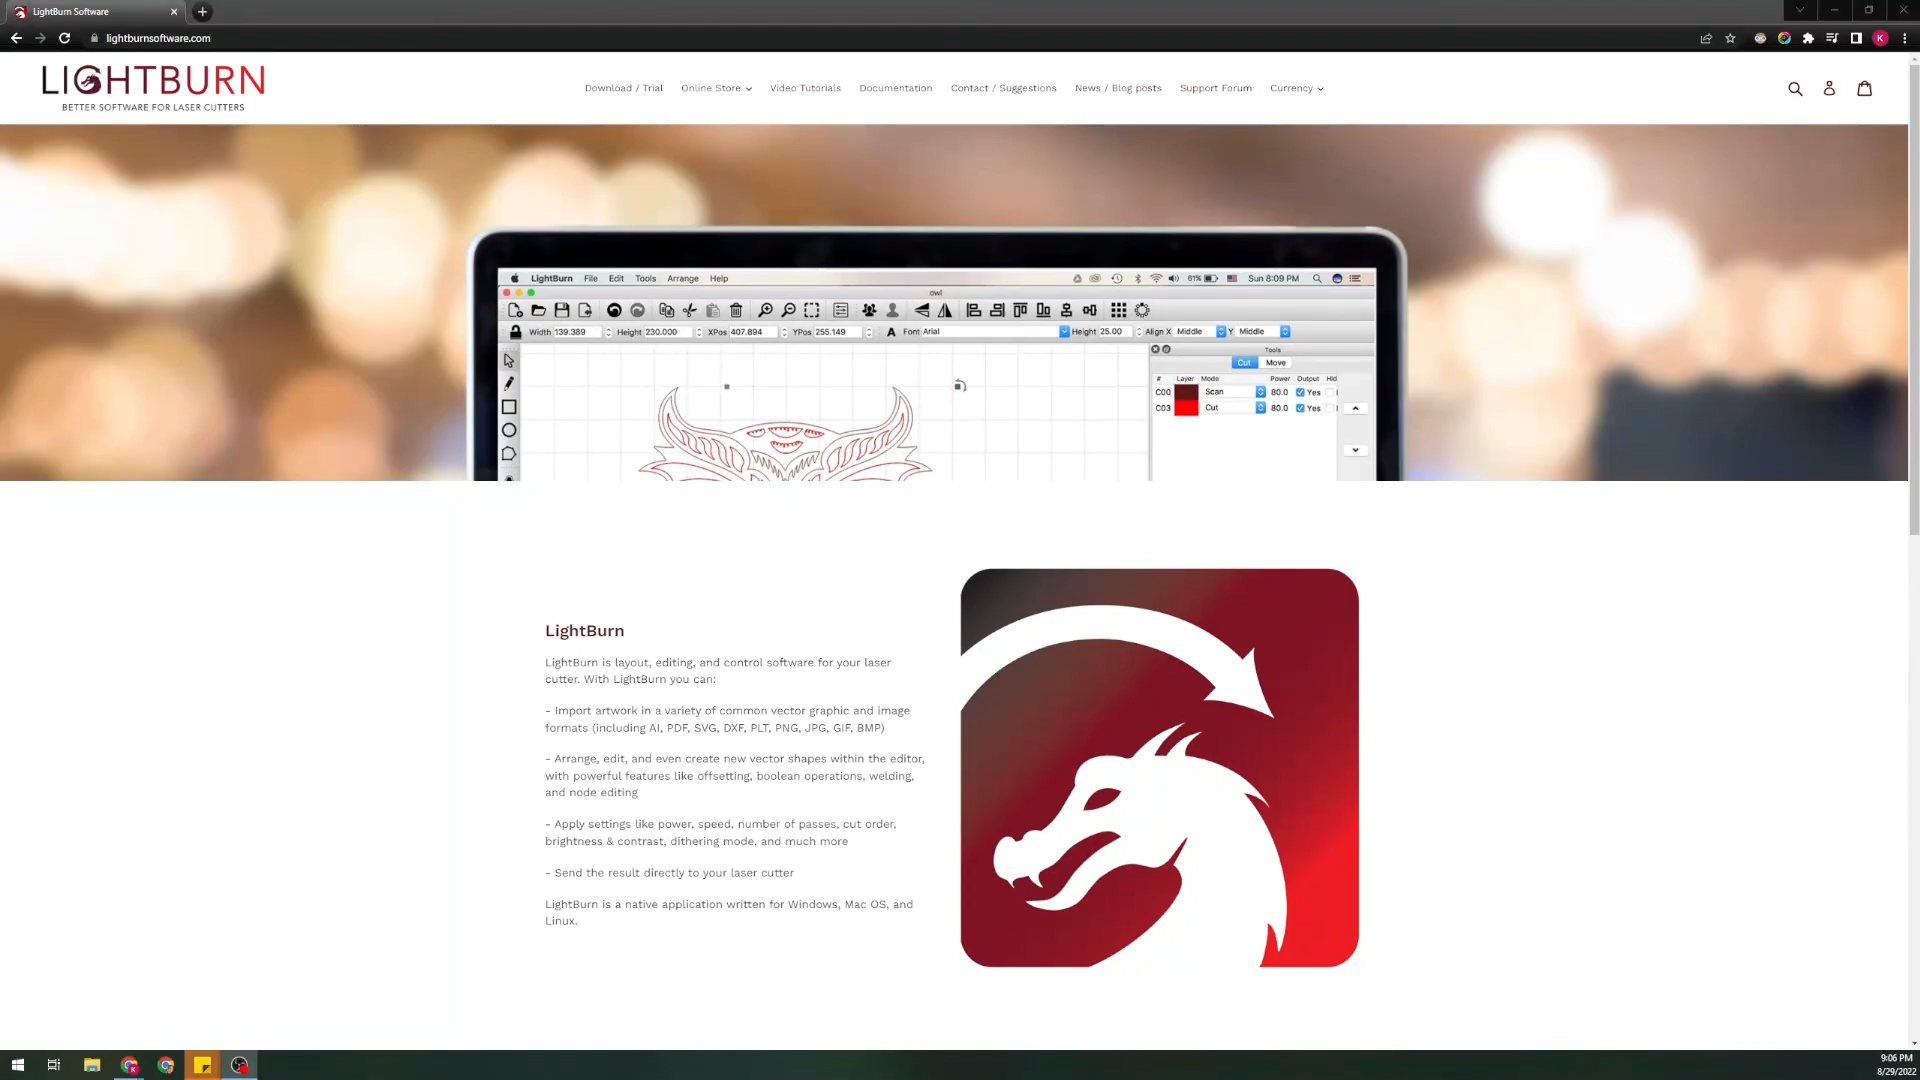 LightBurn Software
lightburnsoftware.com
K
LIGHTBURN
BETTER SOFTWARE FOR LASER CUTTERS
Download / Trial Online Store Video Tutorials Documentation Contact / Suggestions News / Blog posts Support Forum Currency
LightBurn File Edit Tools Arrange Help 61% Sun 8:09 PM
owl
Width 139.389 Height 230.000 XPos 407.894 YPos 255.149 A Font Arial Height 25.00 Align X Middle Y Middle
Tools
Cut Move
# Layer Mode Power Output Hid
C00 Scan 80.0 Yes
C03 Cut 80.0 Yes
LightBurn
LightBurn is layout, editing, and control software for your laser
cutter. With LightBurn you can:
- Import artwork in a variety of common vector graphic and image
formats (including AI, PDF, SVG, DXF, PLT, PNG, JPG, GIF, BMP)
- Arrange, edit, and even create new vector shapes within the editor,
with powerful features like offsetting, boolean operations, welding,
and node editing
- Apply settings like power, speed, number of passes, cut order,
brightness & contrast, dithering mode, and much more
- Send the result directly to your laser cutter
LightBurn is a native application written for Windows, Mac OS, and
Linux.
9:06 PM
8/29/2022